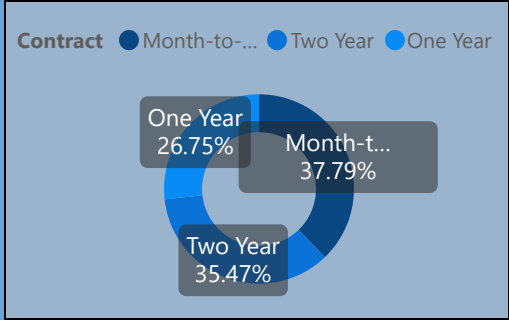 Contract Month-to-... Two Year One Year
One Year
26.75%
Month-t...
37.79%
Two Year
35.47%